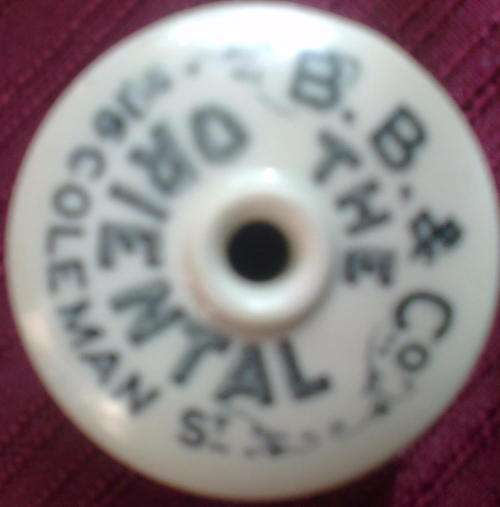 B.B. & Co.
THE
ORIENTAL
COLEMAN ST